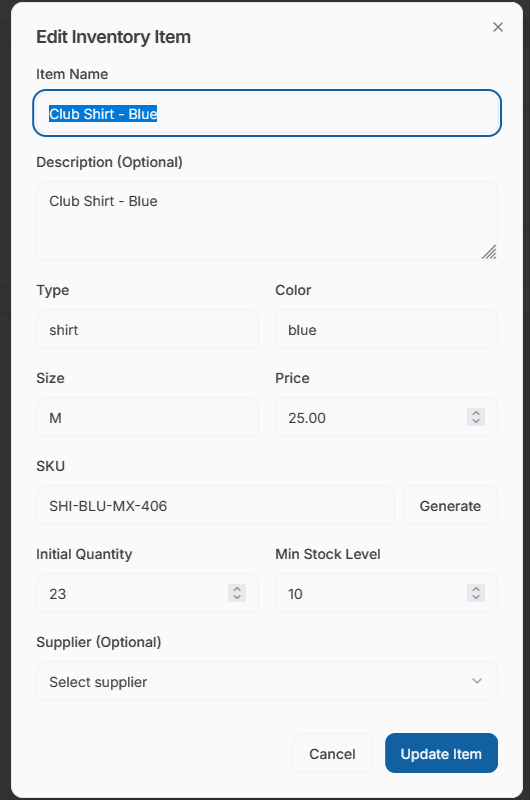 Edit Inventory Item
Item Name
Club Shirt - Blue
Description (Optional)
Club Shirt - Blue
Type Color
shirt blue
Size Price
M 25.00
SKU
SHI-BLU-MX-406 Generate
Initial Quantity Min Stock Level
23 10
Supplier (Optional)
Select supplier
Cancel Update Item